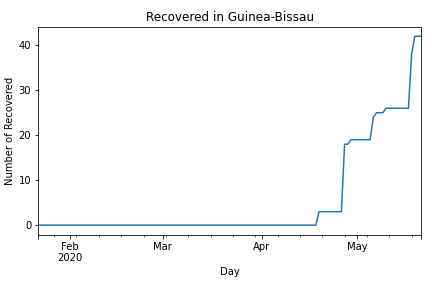 Recovered in Guinea-Bissau
Number of Recovered
40
30
20
10
0
Feb
2020
Mar
Apr
May
Day